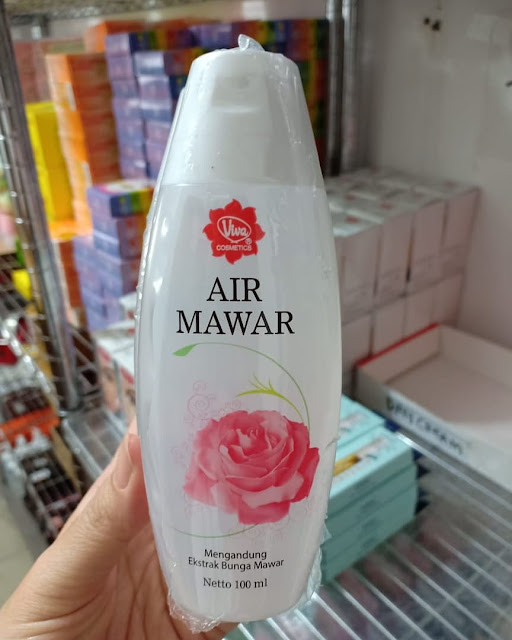 Viva
®
COSMETICS
AIR
MAWAR
Mengandung
Ekstrak Bunga Mawar
Netto 100 ml